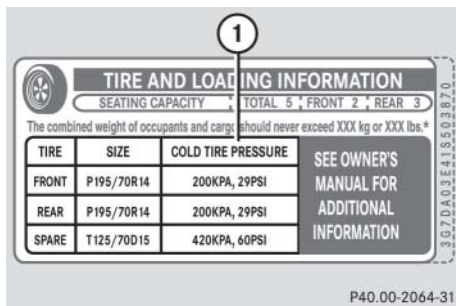 1
TIRE AND LOADING INFORMATION
SEATING CAPACITY TOTAL 5 FRONT 2 REAR 3
The combined weight of occupants and cargo should never exceed XXX kg or XXX lbs.*
TIRE SIZE COLD TIRE PRESSURE
FRONT P195/70R14 200KPA, 29PSI
REAR P195/70R14 200KPA, 29PSI
SPARE T125/70D15 420KPA, 60PSI
SEE OWNER'S
MANUAL FOR
ADDITIONAL
INFORMATION
3G7DA03E41S503870
P40.00-2064-31